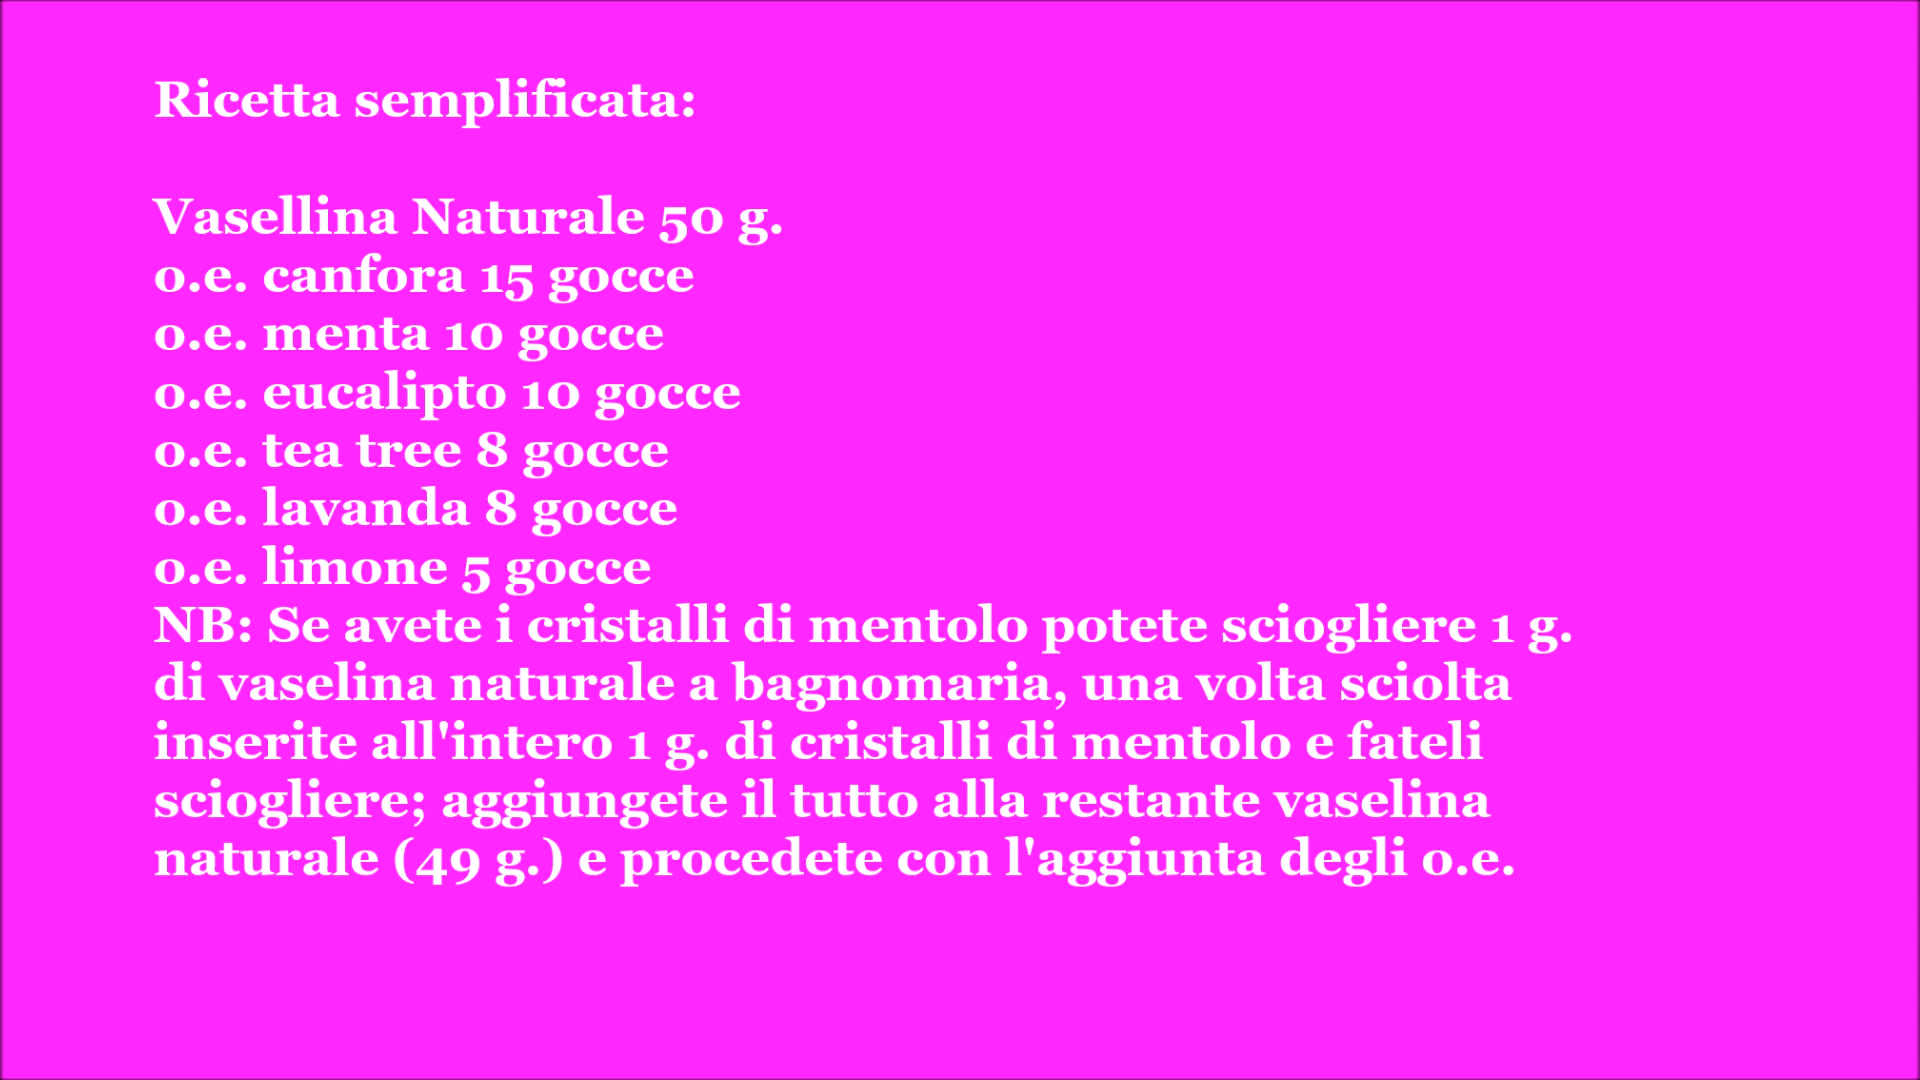 Ricetta semplificata:
Vasellina Naturale 50 g.
o.e. canfora 15 gocce
o.e. menta 10 gocce
o.e. eucalipto 10 gocce
o.e. tea tree 8 gocce
o.e. lavanda 8 gocce
o.e. limone 5 gocce
NB: Se avete i cristalli di mentolo potete sciogliere 1 g.
di vaselina naturale a bagnomaria, una volta sciolta
inserite all'intero 1 g. di cristalli di mentolo e fateli
sciogliere; aggiungete il tutto alla restante vaselina
naturale (49 g.) e procedete con l'aggiunta degli o.e.